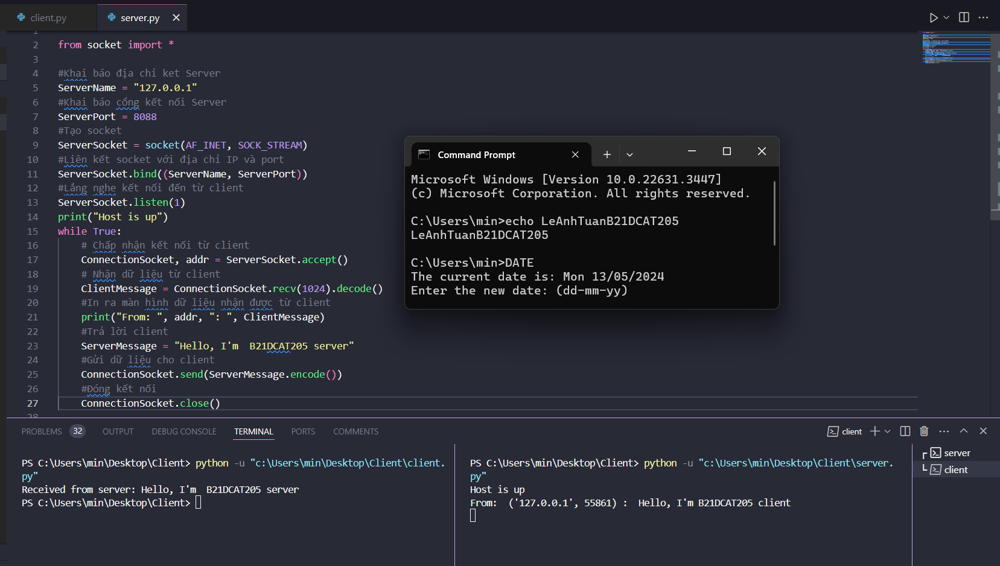 client.py
server.py
1
2 from socket import *
3
4 #Khai báo địa chỉ ket Server
5 ServerName = "127.0.0.1"
6 #Khai báo cổng kết nối Server
7 ServerPort = 8088
8 #Tạo socket
9 ServerSocket = socket(AF_INET, SOCK_STREAM)
10 #Liên kết socket với địa chỉ IP và port
11 ServerSocket.bind((ServerName, ServerPort))
12 #Lắng nghe kết nối đến từ client
13 ServerSocket.listen(1)
14 print("Host is up")
15 while True:
16 # Chấp nhận kết nối từ client
17 ConnectionSocket, addr = ServerSocket.accept()
18 # Nhận dữ liệu từ client
19 ClientMessage = ConnectionSocket.recv(1024).decode()
20 #In ra màn hình dữ liệu nhận được từ client
21 print("From: ", addr, ": ", ClientMessage)
22 #Trả lời client
23 ServerMessage = "Hello, I'm  B21DCAT205 server"
24 #Gửi dữ liệu cho client
25 ConnectionSocket.send(ServerMessage.encode())
26 #Đóng kết nối
27 ConnectionSocket.close()
28
Command Prompt
Microsoft Windows [Version 10.0.22631.3447]
(c) Microsoft Corporation. All rights reserved.
C:\Users\min>echo LeAnhTuanB21DCAT205
LeAnhTuanB21DCAT205
C:\Users\min>DATE
The current date is: Mon 13/05/2024
Enter the new date: (dd-mm-yy)
PROBLEMS 32 OUTPUT DEBUG CONSOLE TERMINAL PORTS COMMENTS
client
PS C:\Users\min\Desktop\Client> python -u "c:\Users\min\Desktop\Client\client.
py"
Received from server: Hello, I'm  B21DCAT205 server
PS C:\Users\min\Desktop\Client>
PS C:\Users\min\Desktop\Client> python -u "c:\Users\min\Desktop\Client\server.
py"
Host is up
From:  ('127.0.0.1', 55861) :  Hello, I'm B21DCAT205 client
server
client